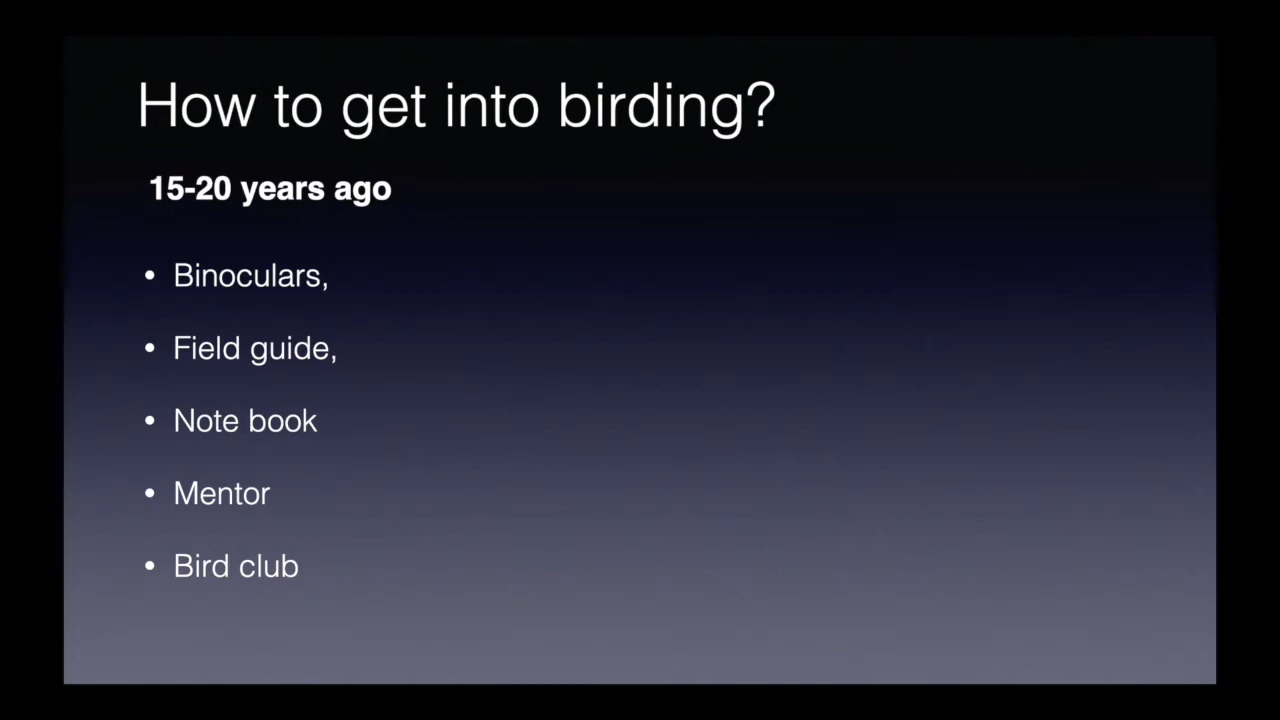 How to get into birding?
15-20 years ago
• Binoculars,
• Field guide,
• Note book
• Mentor
• Bird club